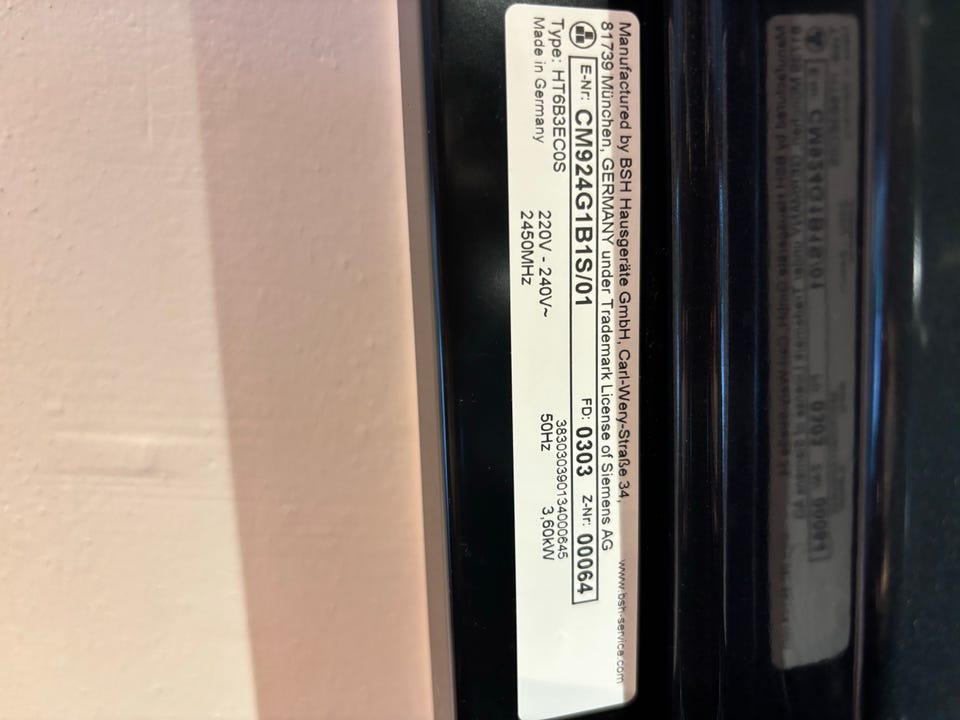 Manufactured by BSH Hausgeräte GmbH, Carl-Wery-Straße 34, www.bsh-service.com
81739 München, GERMANY under Trademark License of Siemens AG
E-Nr: CM924G1B1S/01 FD: 0303 Z-Nr: 00064
383030390134000645
Type: HT6B3EC0S 220V - 240V~ 50Hz 3,60kW
Made in Germany 2450MHz